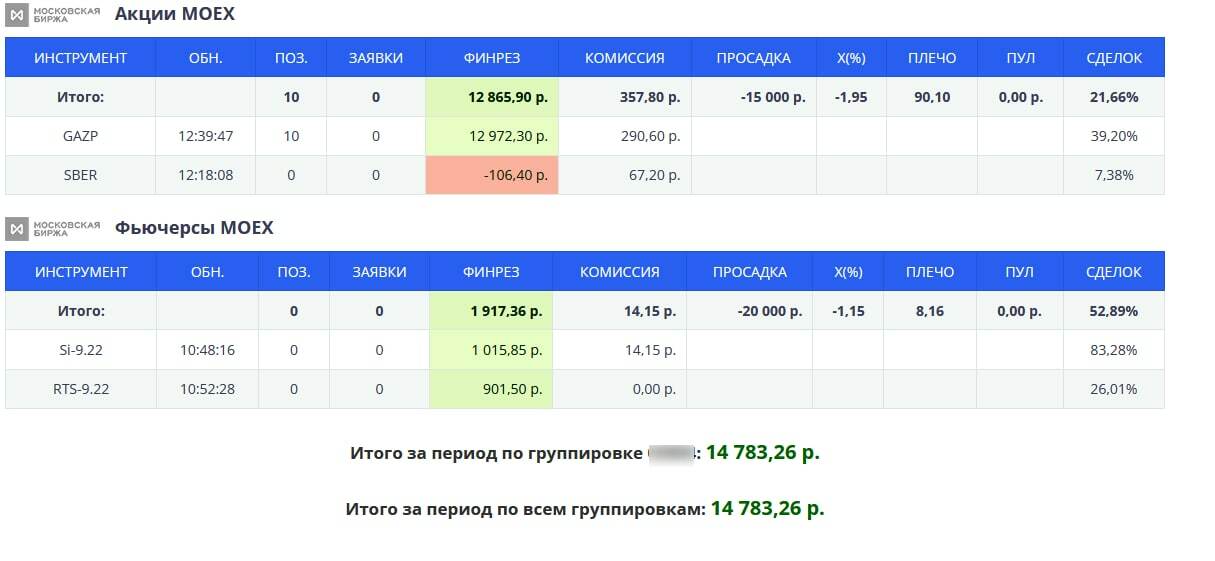 МОСКОВСКАЯ БИРЖА Акции MOEX
ИНСТРУМЕНТ ОБН. ПОЗ. ЗАЯВКИ ФИНРЕЗ КОМИССИЯ ПРОСАДКА X(%) ПЛЕЧО ПУЛ СДЕЛОК
Итого: 10 0 12 865,90 р. 357,80 р. -15 000 р. -1,95 90,10 0,00 р. 21,66%
GAZP 12:39:47 10 0 12 972,30 р. 290,60 р. 39,20%
SBER 12:18:08 0 0 -106,40 р. 67,20 р. 7,38%
МОСКОВСКАЯ БИРЖА Фьючерсы MOEX
ИНСТРУМЕНТ ОБН. ПОЗ. ЗАЯВКИ ФИНРЕЗ КОМИССИЯ ПРОСАДКА X(%) ПЛЕЧО ПУЛ СДЕЛОК
Итого: 0 0 1 917,36 р. 14,15 р. -20 000 р. -1,15 8,16 0,00 р. 52,89%
Si-9.22 10:48:16 0 0 1 015,85 р. 14,15 р. 83,28%
RTS-9.22 10:52:28 0 0 901,50 р. 0,00 р. 26,01%
Итого за период по группировке : 14 783,26 р.
Итого за период по всем группировкам: 14 783,26 р.